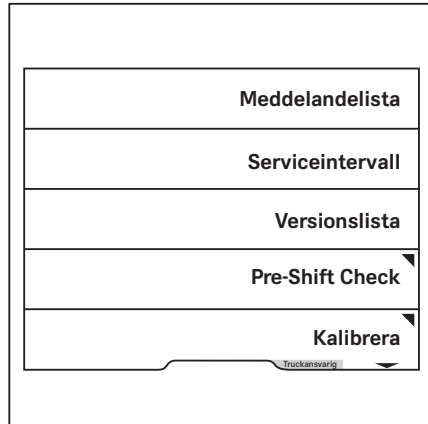 Meddelandelista
Serviceintervall
Versionslista
Pre-Shift Check
Kalibrera
Truckansvarig